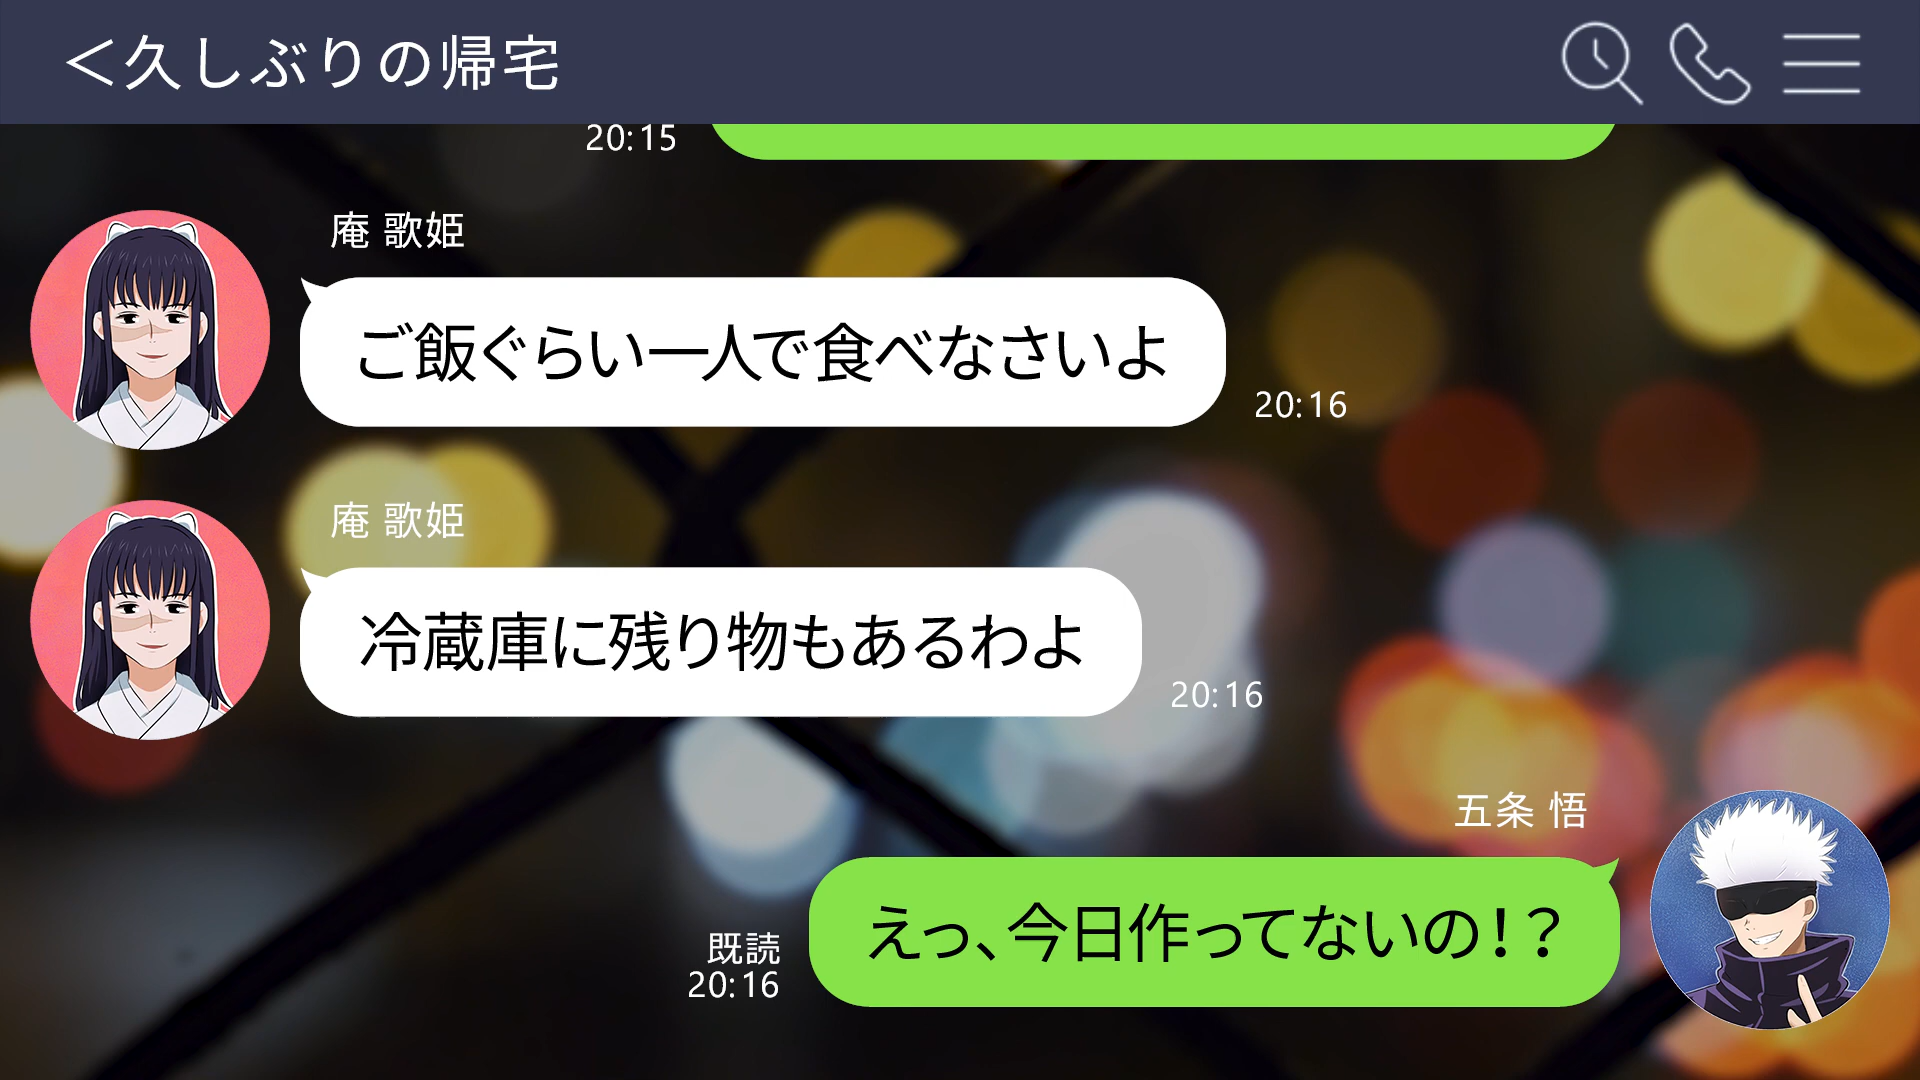 ＜久しぶりの帰宅
20:15
庵 歌姫
ご飯ぐらい一人で食べなさいよ
20:16
庵 歌姫
冷蔵庫に残り物もあるわよ
20:16
五条 悟
えっ、今日作ってないの！？
既読
20:16